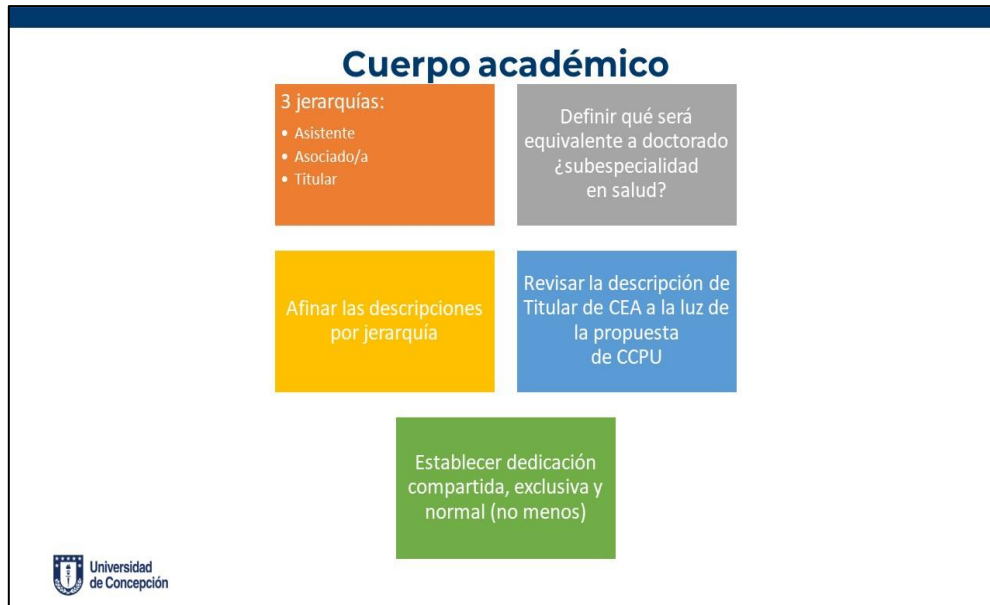 Cuerpo académico
3 jerarquías:
• Asistente
• Asociado/a
• Titular
Definir qué será
equivalente a doctorado
¿subespecialidad
en salud?
Afinar las descripciones
por jerarquía
Revisar la descripción de
Titular de CEA a la luz de
la propuesta
de CCPU
Establecer dedicación
compartida, exclusiva y
normal (no menos)
Universidad
de Concepción